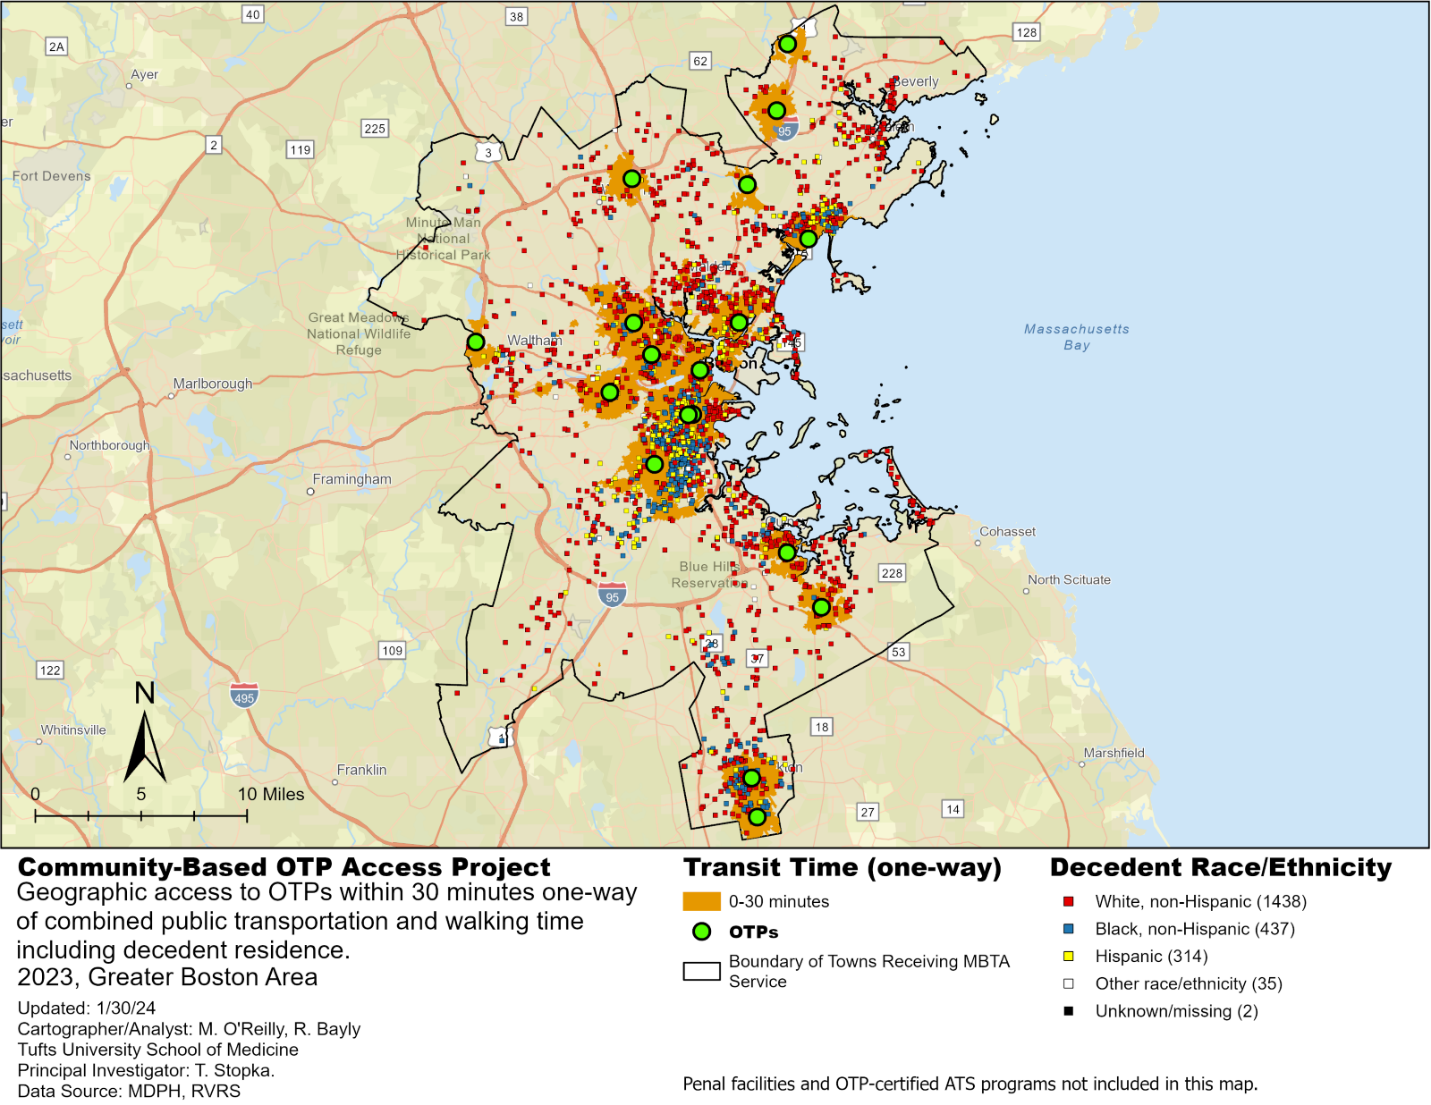 40
38
128
2A
62
Ayer
Beverly
225
95
2
119
3
Fort Devens
Minute Man
National
Historical Park
Great Meadows
National Wildlife
Refuge
Waltham
Massachusetts
Bay
145
sachusetts
Marlborough
Northborough
Framingham
Cohasset
Blue Hills
Reservation
228
North Scituate
95
109
28
37
53
122
N
495
18
Whitinsville
1
Marshfield
Franklin
0 5 10 Miles
27
14
Community-Based OTP Access Project
Geographic access to OTPs within 30 minutes one-way
of combined public transportation and walking time
including decedent residence.
2023, Greater Boston Area
Updated: 1/30/24
Cartographer/Analyst: M. O'Reilly, R. Bayly
Tufts University School of Medicine
Principal Investigator: T. Stopka.
Data Source: MDPH, RVRS
Transit Time (one-way)
0-30 minutes
OTPs
Boundary of Towns Receiving MBTA
Service
Decedent Race/Ethnicity
White, non-Hispanic (1438)
Black, non-Hispanic (437)
Hispanic (314)
Other race/ethnicity (35)
Unknown/missing (2)
Penal facilities and OTP-certified ATS programs not included in this map.